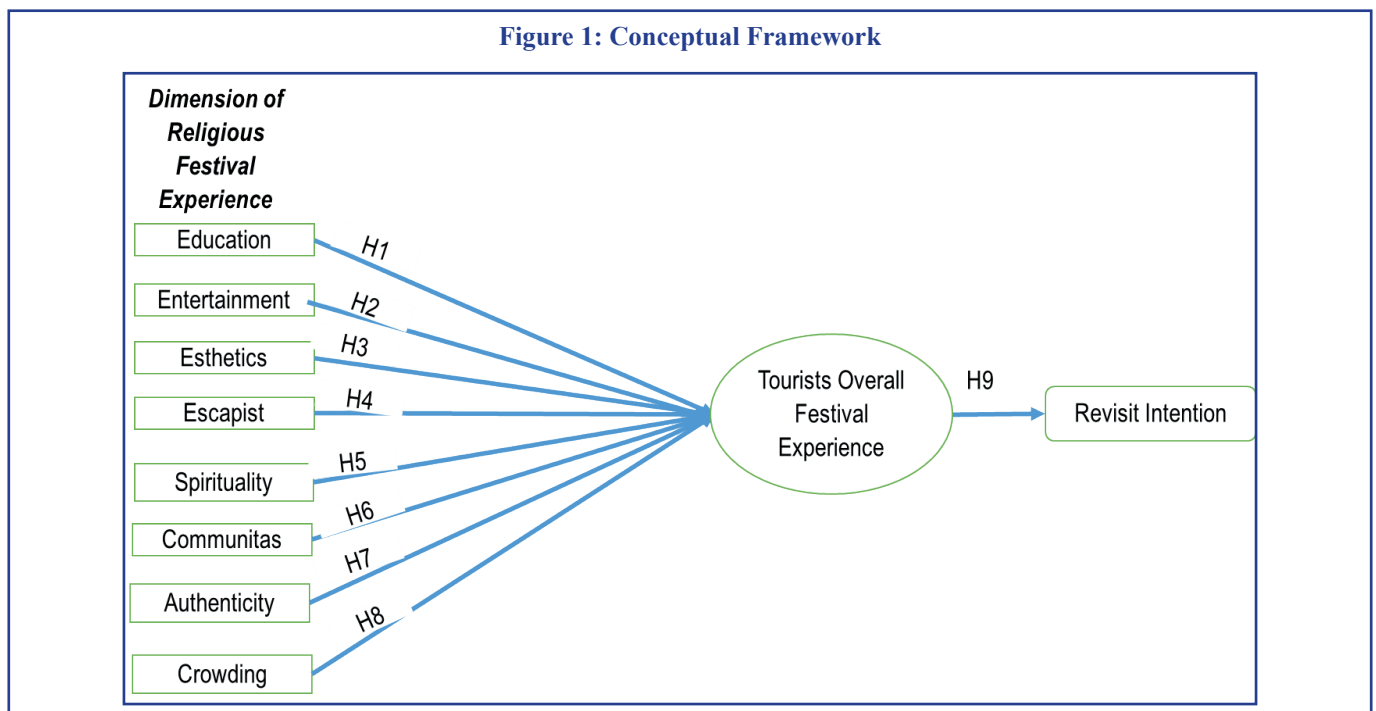 Figure 1: Conceptual Framework
Dimension of
Religious
Festival
Experience
Education
H1
Entertainment
H2
Esthetics
H3
Escapist
H4
Spirituality
H5
Communitas
H6
Authenticity
H7
Crowding
H8
Tourists Overall
Festival
Experience
H9
Revisit Intention